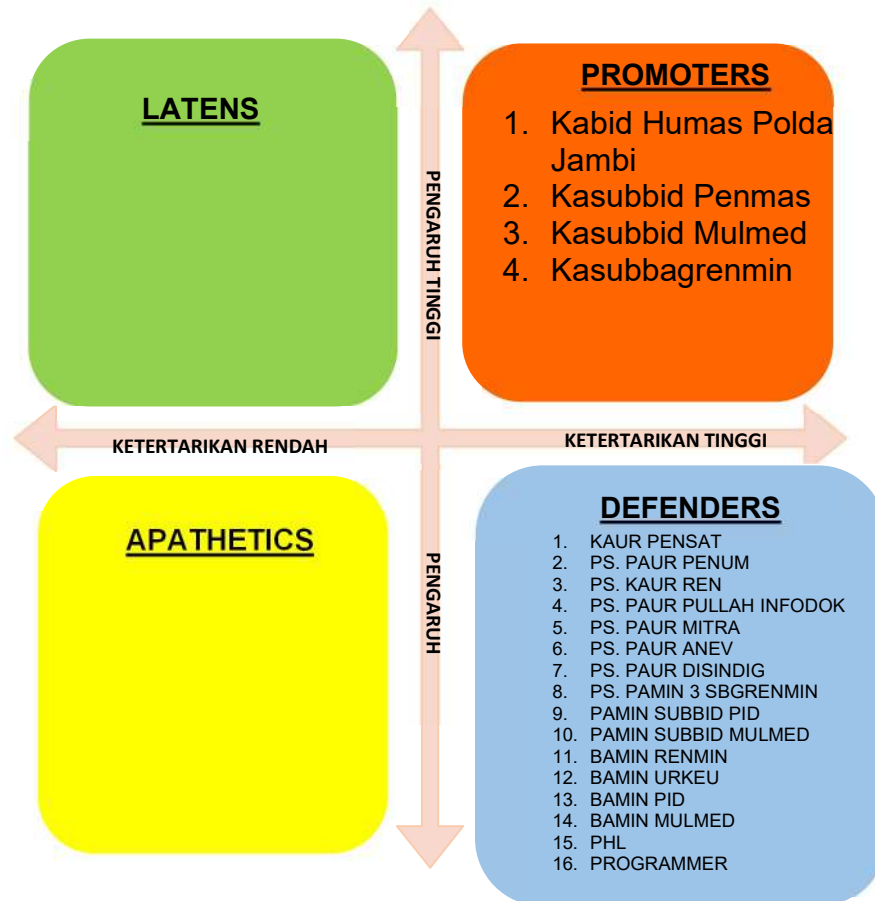 LATENS
PROMOTERS
1. Kabid Humas Polda
Jambi
2. Kasubbid Penmas
3. Kasubbid Mulmed
4. Kasubbagrenmin
PENGARUH TINGGI
KETERTARIKAN RENDAH
KETERTARIKAN TINGGI
APATHETICS
PENGARUH
DEFENDERS
1. KAUR PENSAT
2. PS. PAUR PENUM
3. PS. KAUR REN
4. PS. PAUR PULLAH INFODOK
5. PS. PAUR MITRA
6. PS. PAUR ANEV
7. PS. PAUR DISINDIG
8. PS. PAMIN 3 SBGRENMIN
9. PAMIN SUBBID PID
10. PAMIN SUBBID MULMED
11. BAMIN RENMIN
12. BAMIN URKEU
13. BAMIN PID
14. BAMIN MULMED
15. PHL
16. PROGRAMMER